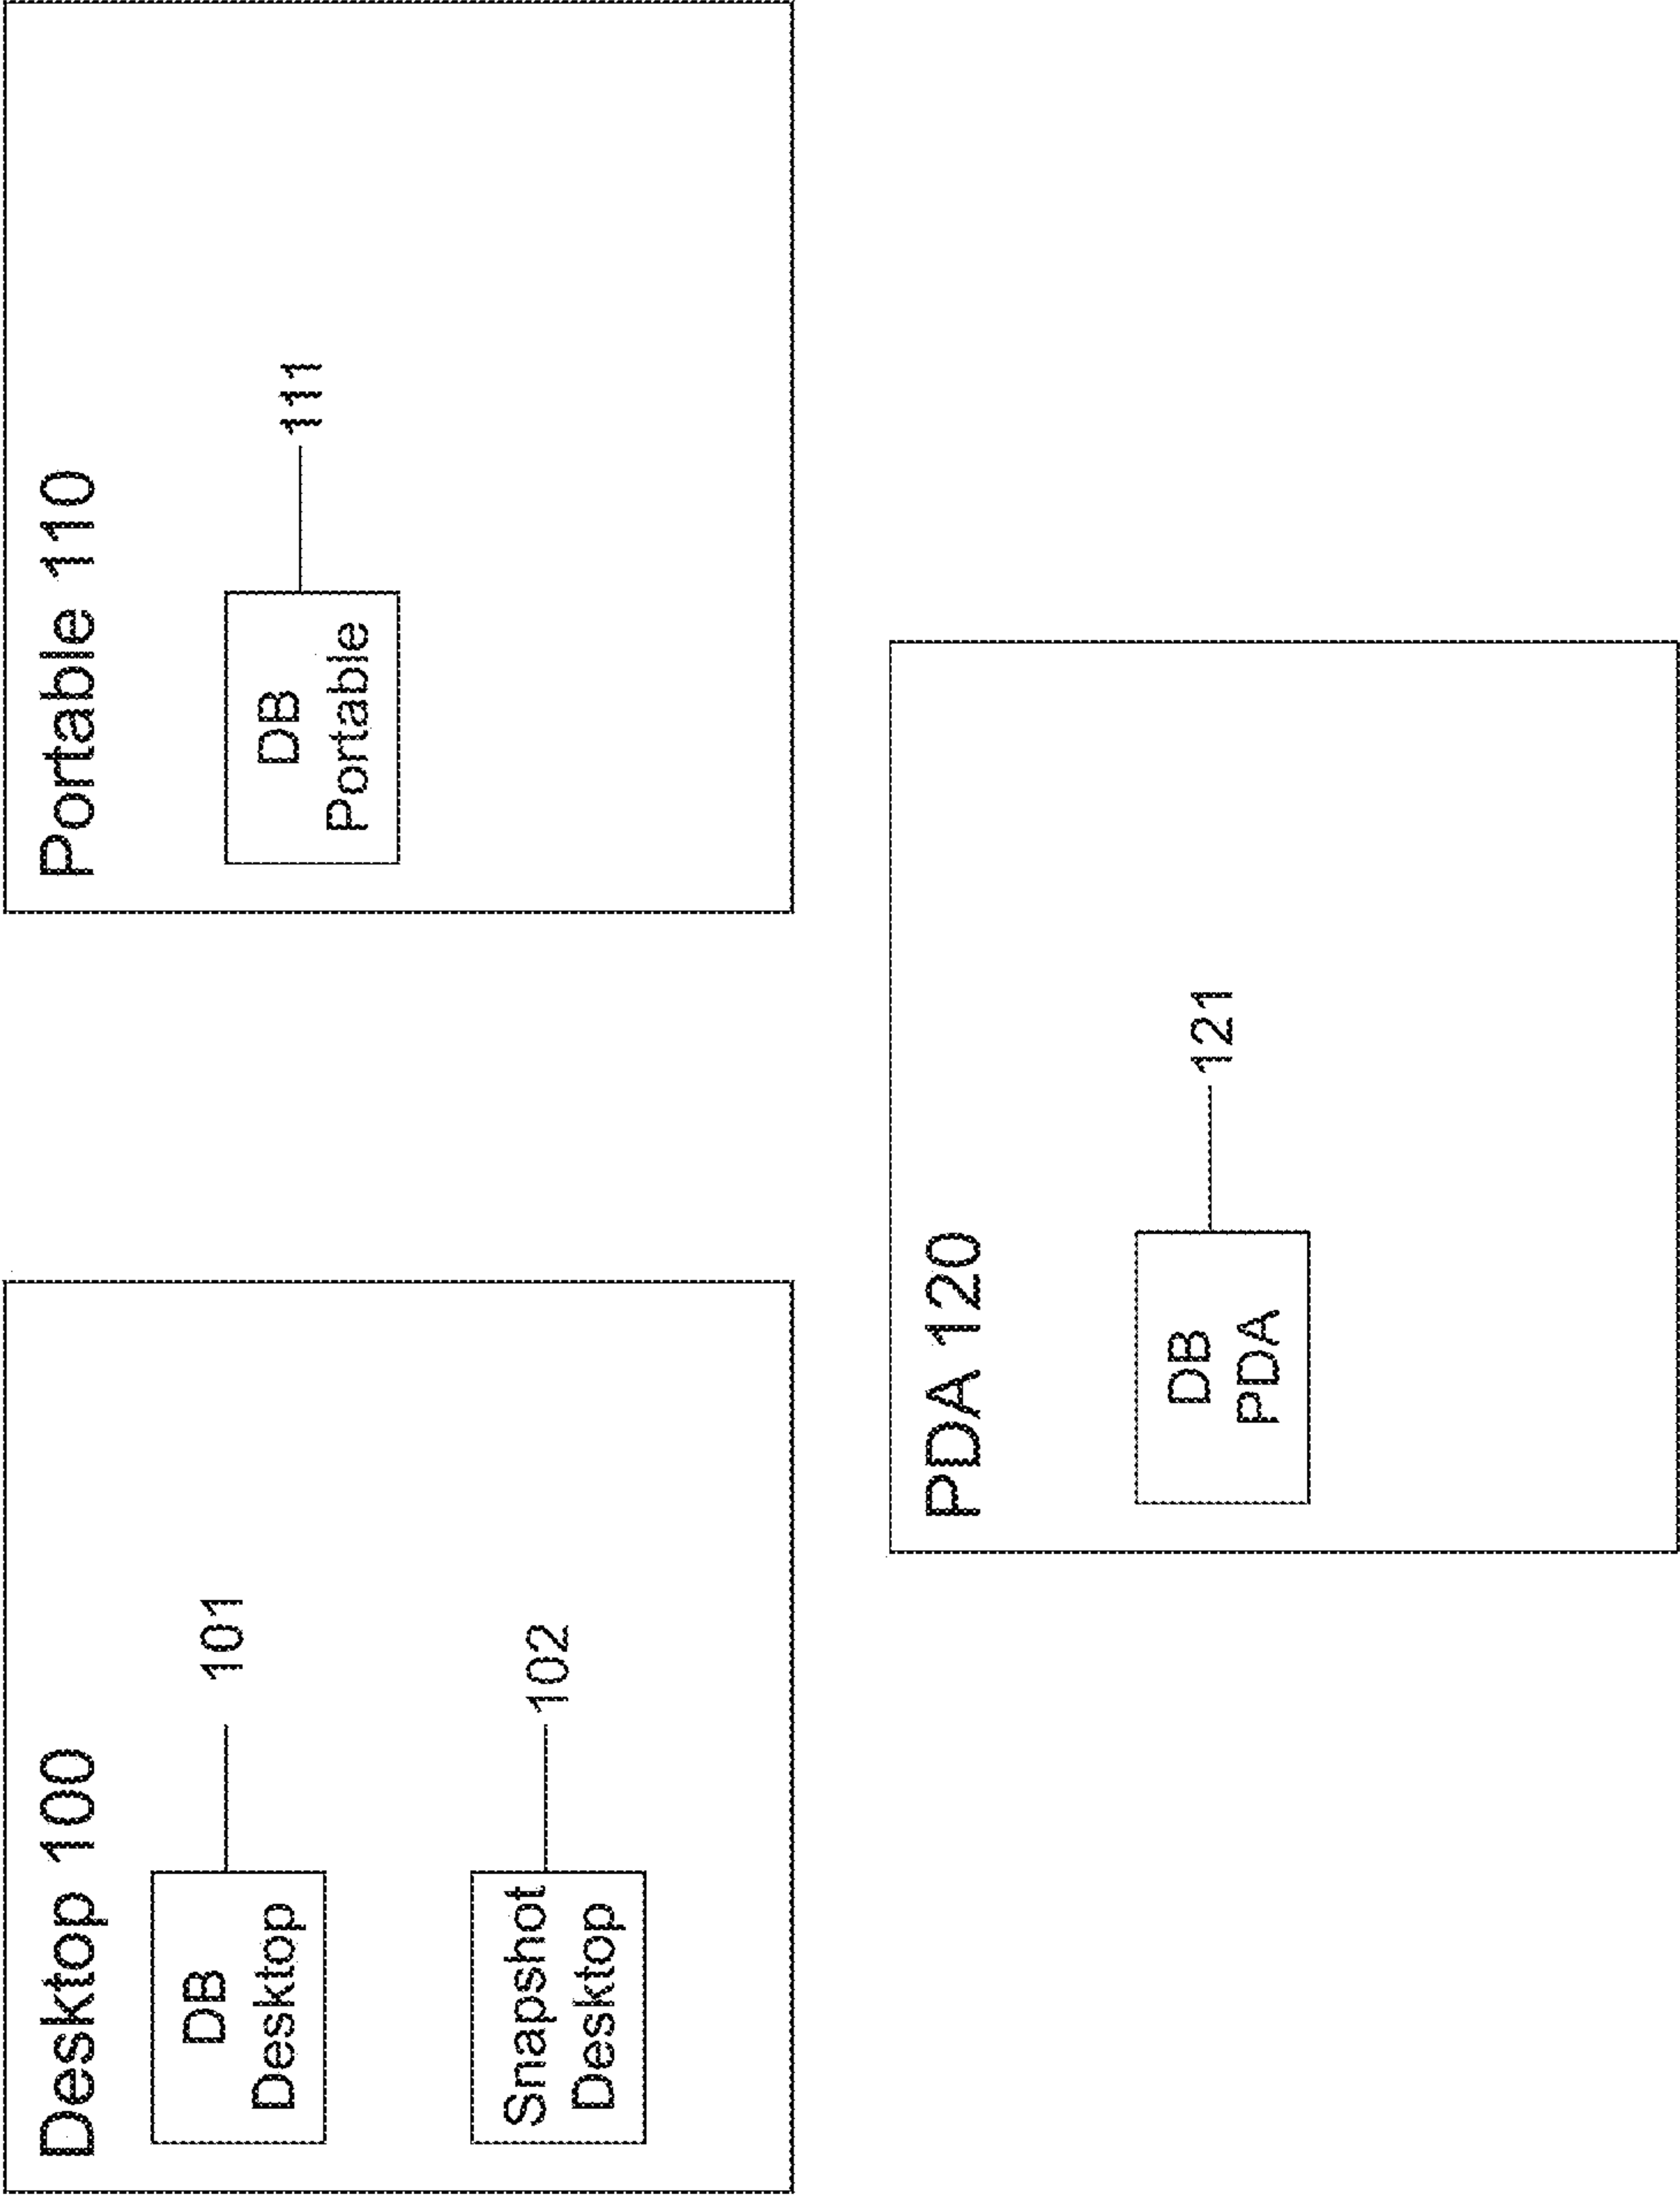 Desktop 100
DB
Desktop
101
Snapshot
Desktop
102
Portable 110
DB
Portable
111
PDA 120
DB
PDA
121